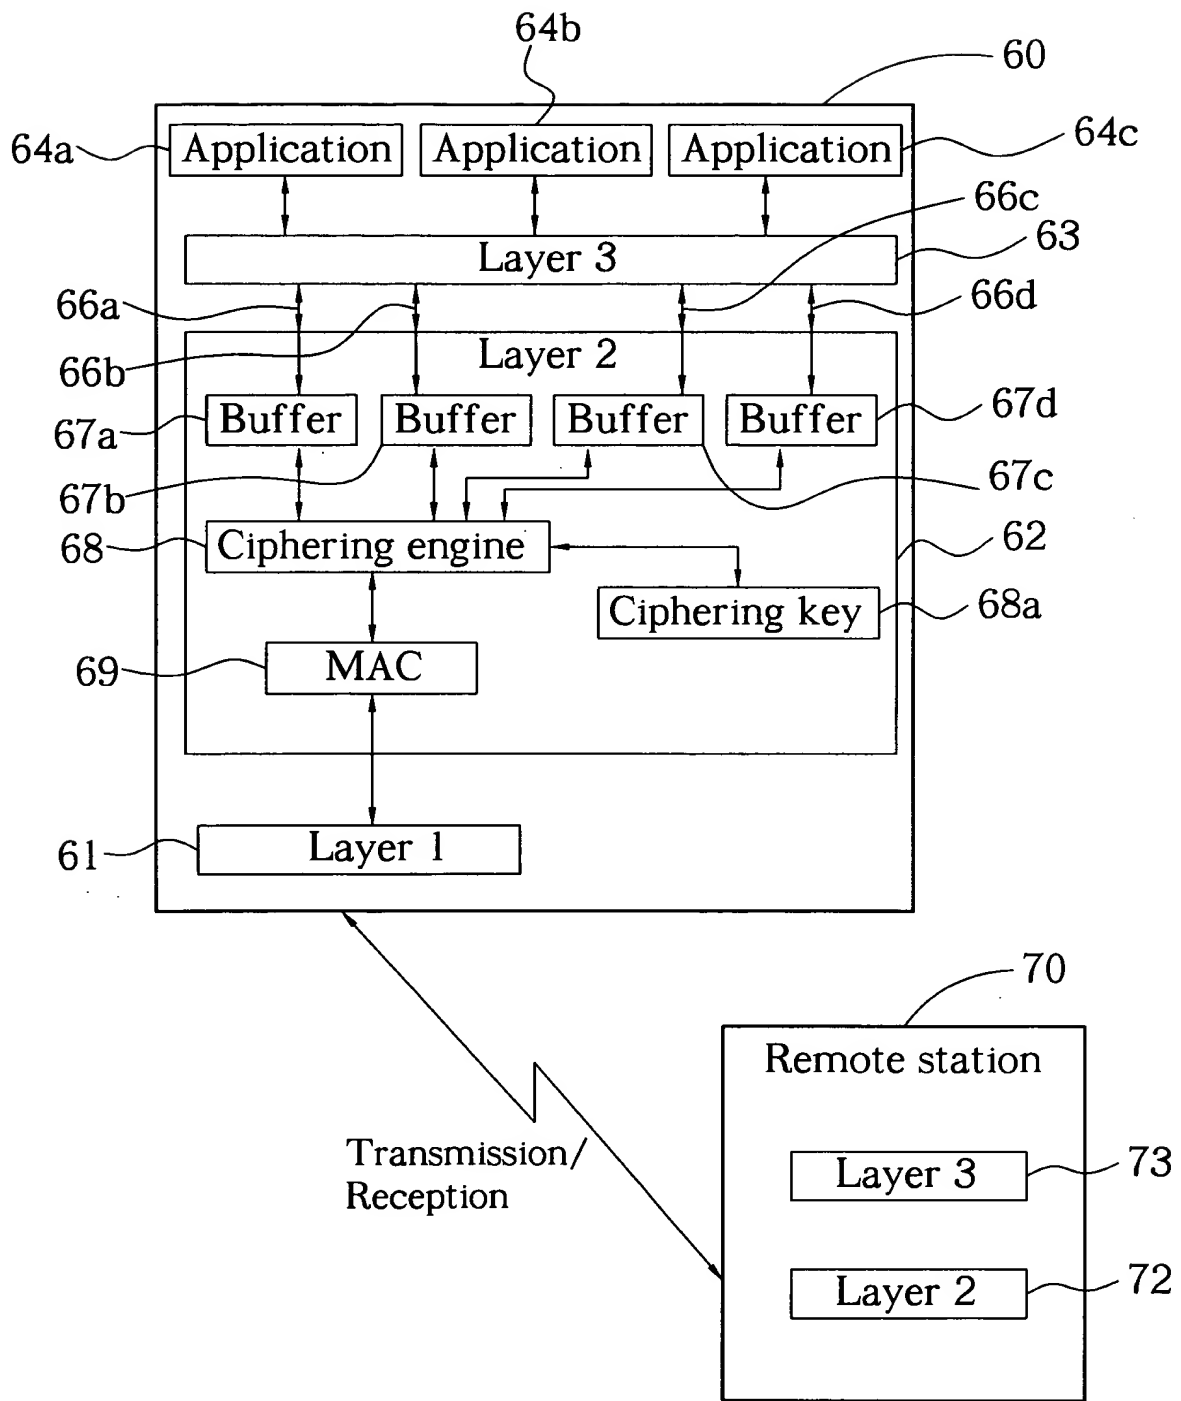 64b
60
64a
Application
Application
Application
64c
66c
Layer 3
63
66a
66d
66b
Layer 2
67a
Buffer
Buffer
Buffer
Buffer
67d
67b
67c
68
Ciphering engine
62
Ciphering key
68a
69
MAC
61
Layer 1
70
Remote station
Transmission/
Reception
Layer 3
73
Layer 2
72